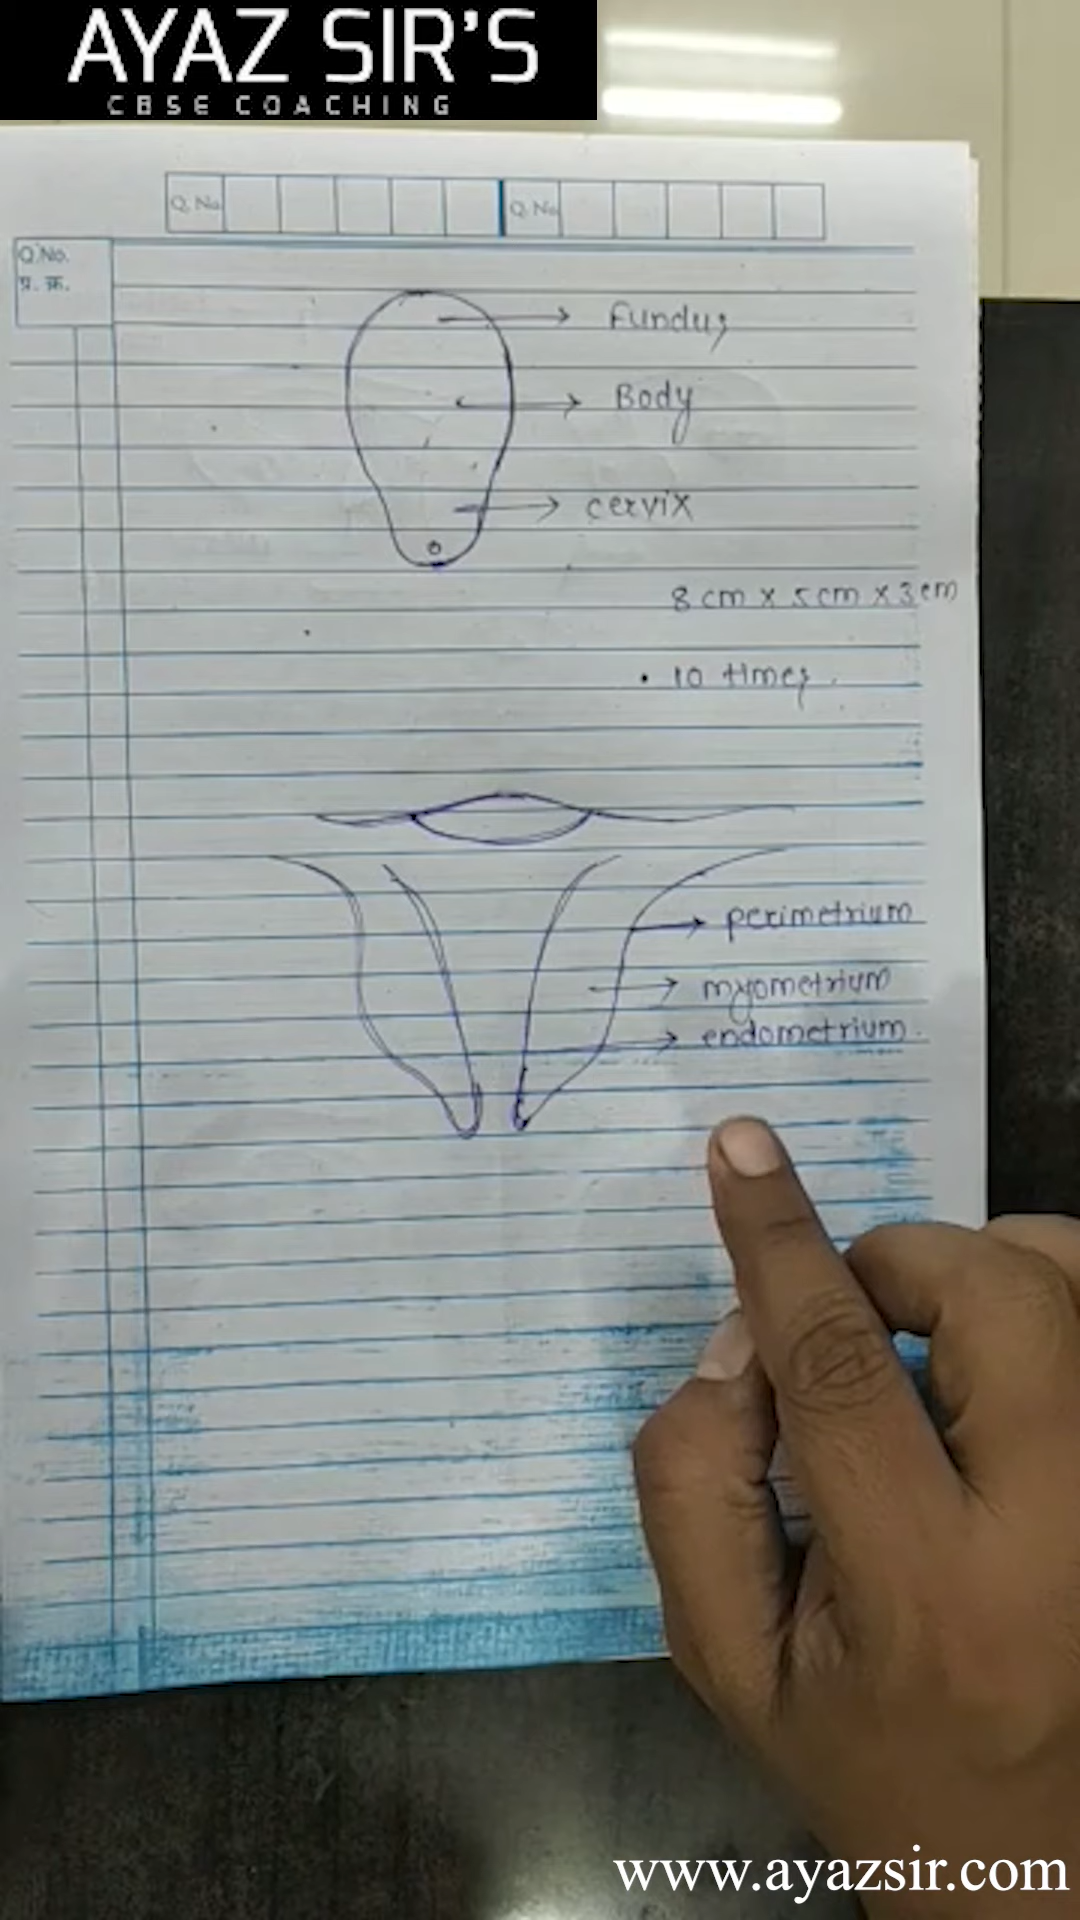 AYAZ SIR'S
CBSE COACHING
Q. No. Q. No.
Q.No.
प्र. क्र.
Fundus
Body
cervix
8 cm x 5 cm x 3 cm
• 10 times.
perimetrium
myometrium
endometrium.
www.ayazsir.com